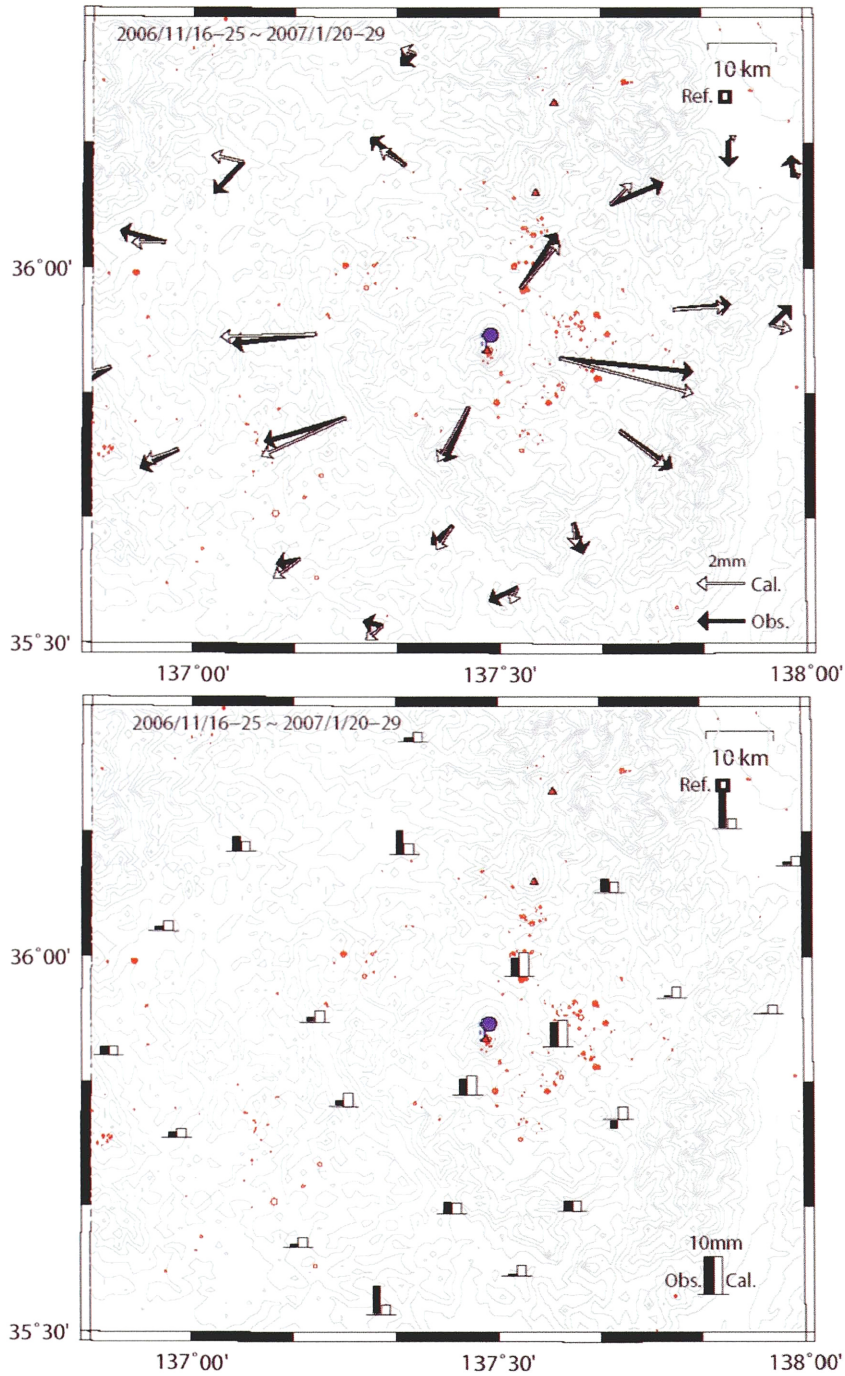 2006/11/16–25 ~ 2007/1/20–29
10 km
Ref.
36°00'
2mm
Cal.
Obs.
35°30'
137°00'
137°30'
138°00'
2006/11/16–25 ~ 2007/1/20–29
10 km
Ref.
36°00'
10mm
Obs. Cal.
35°30'
137°00'
137°30'
138°00'